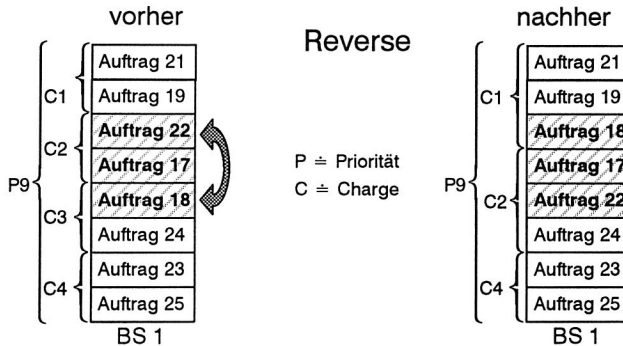 vorher
Reverse
nachher
P9
C1
C2
C3
C4
Auftrag 21
Auftrag 19
Auftrag 22
Auftrag 17
Auftrag 18
Auftrag 24
Auftrag 23
Auftrag 25
BS 1
P ≐ Priorität
C ≐ Charge
P9
C1
C2
C4
Auftrag 21
Auftrag 19
Auftrag 18
Auftrag 17
Auftrag 22
Auftrag 24
Auftrag 23
Auftrag 25
BS 1